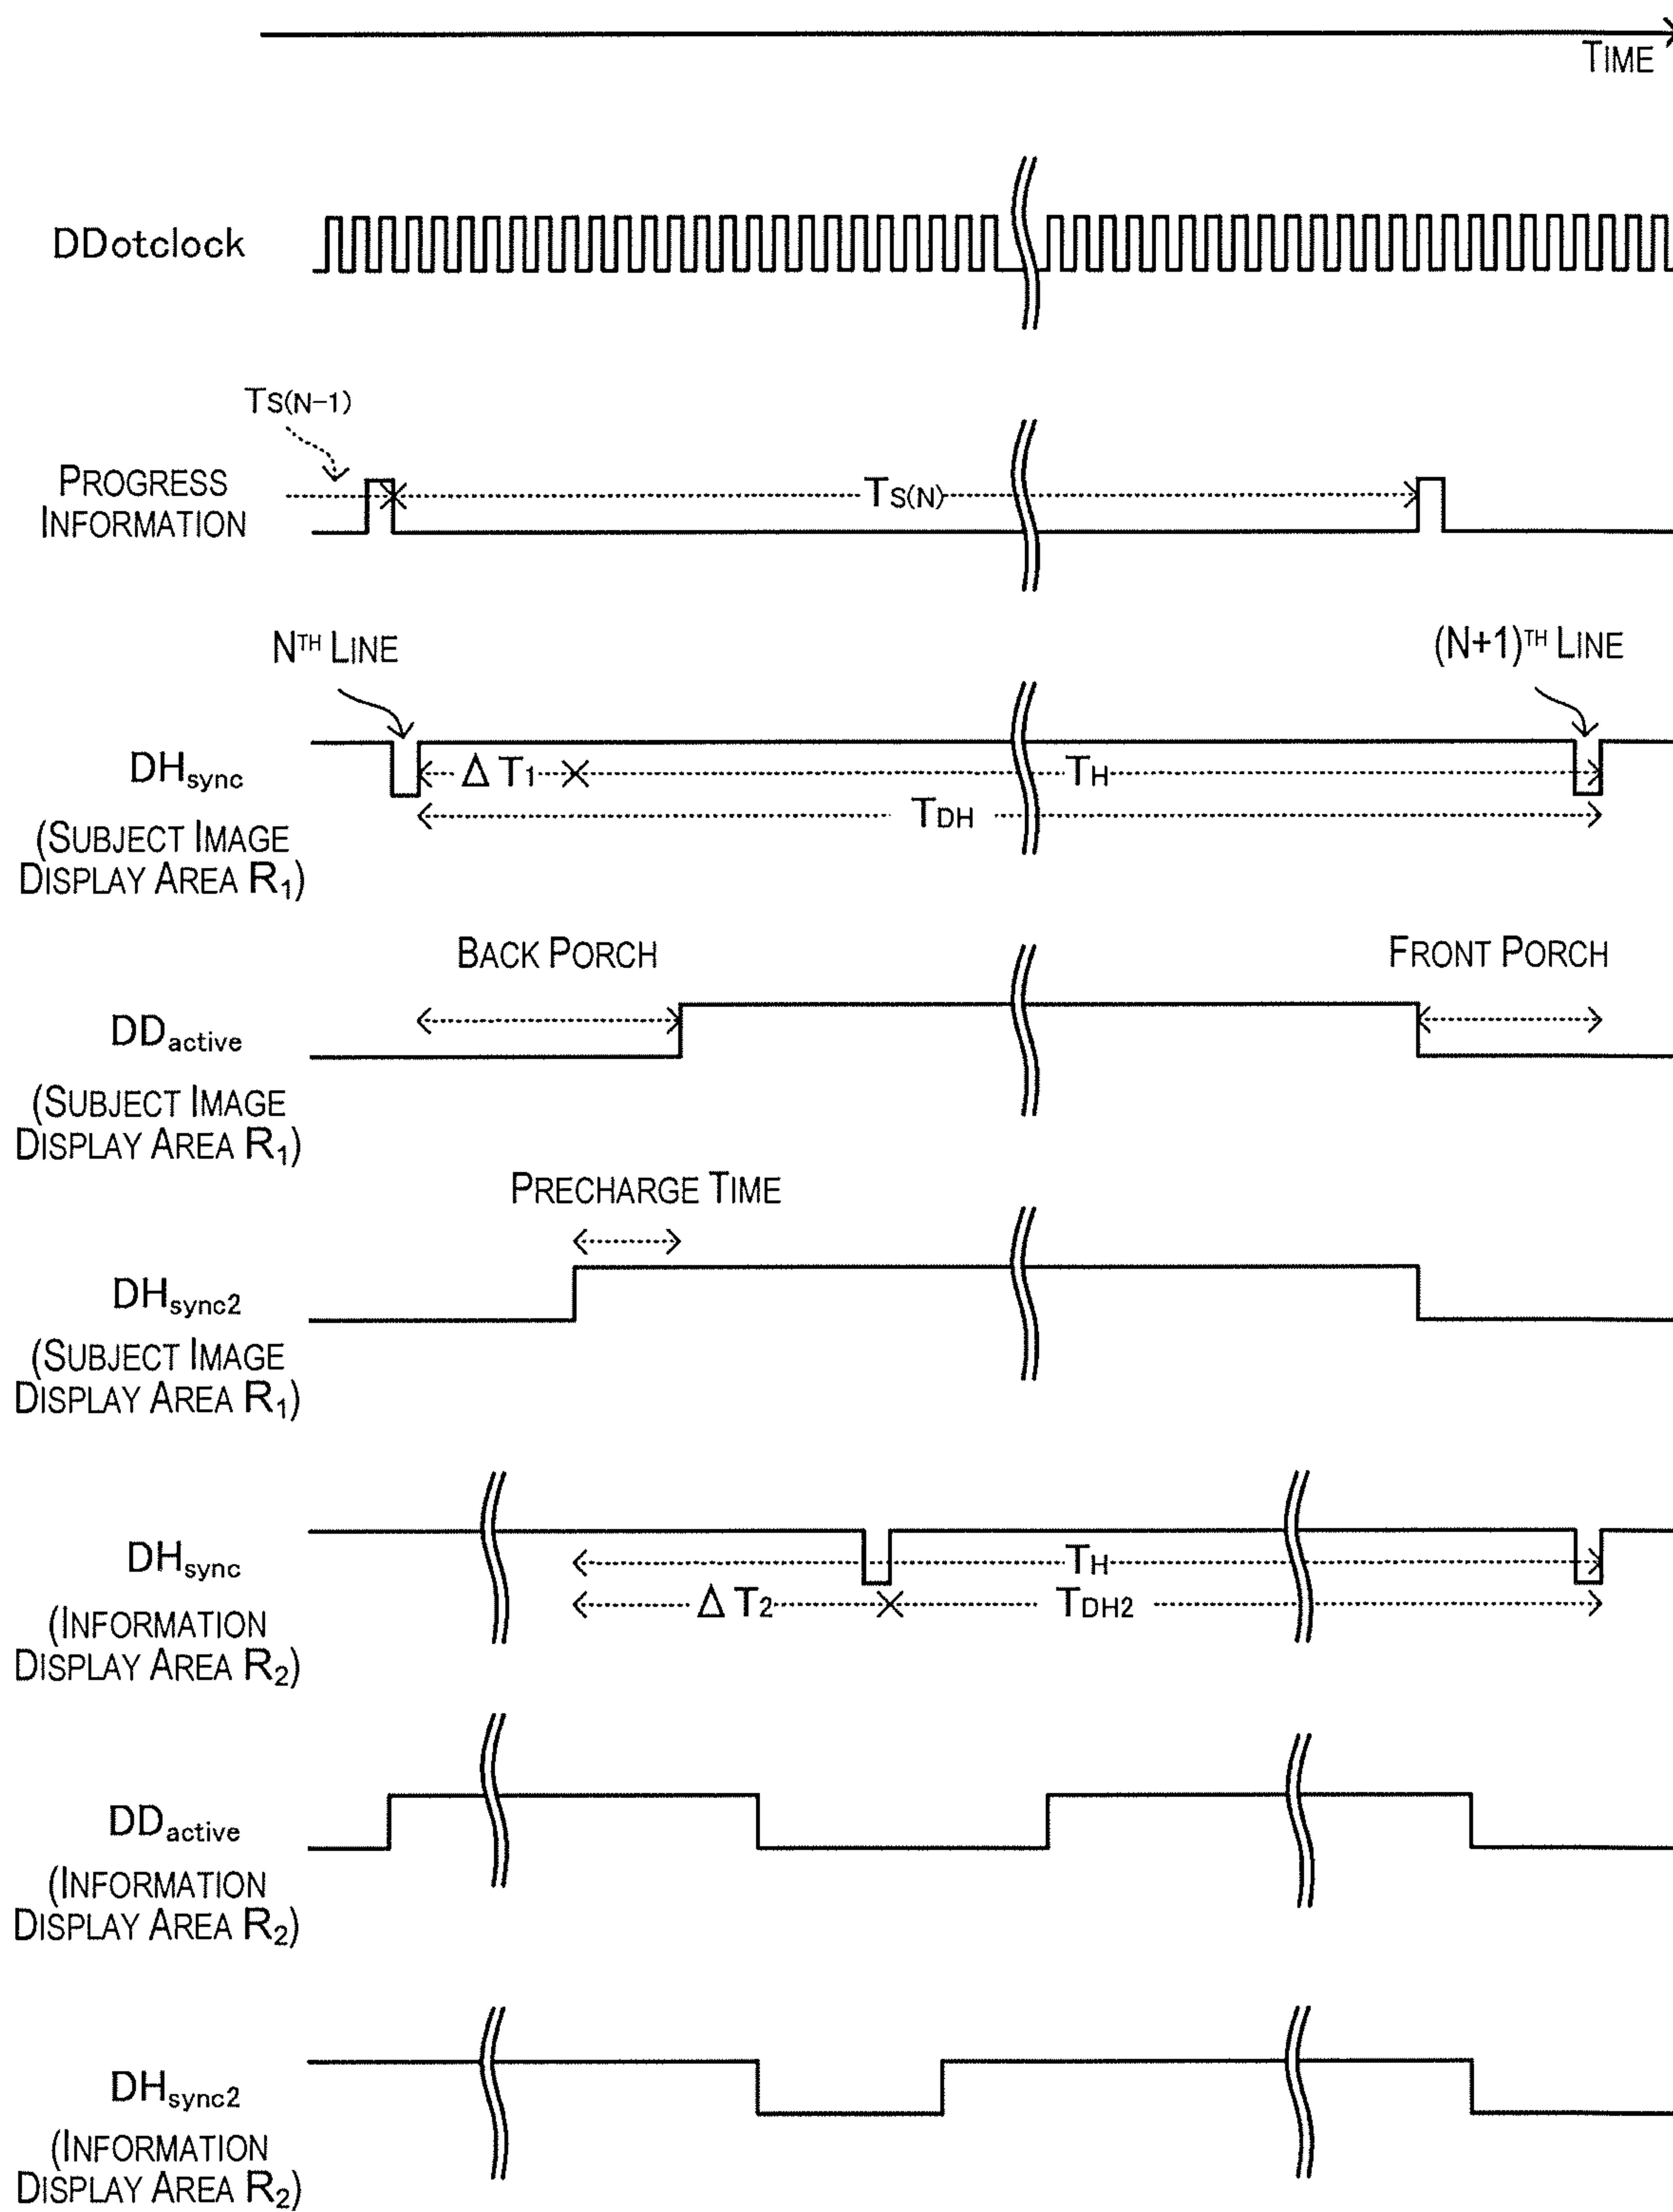 TIME
DDotclock
TS(N-1)
PROGRESS
INFORMATION
TS(N)
NTH LINE
(N+1)TH LINE
DHsync
Δ T1
TH
TDH
(SUBJECT IMAGE
DISPLAY AREA R1)
BACK PORCH
FRONT PORCH
DDactive
(SUBJECT IMAGE
DISPLAY AREA R1)
PRECHARGE TIME
DHsync2
(SUBJECT IMAGE
DISPLAY AREA R1)
DHsync
TH
Δ T2
TDH2
(INFORMATION
DISPLAY AREA R2)
DDactive
(INFORMATION
DISPLAY AREA R2)
DHsync2
(INFORMATION
DISPLAY AREA R2)